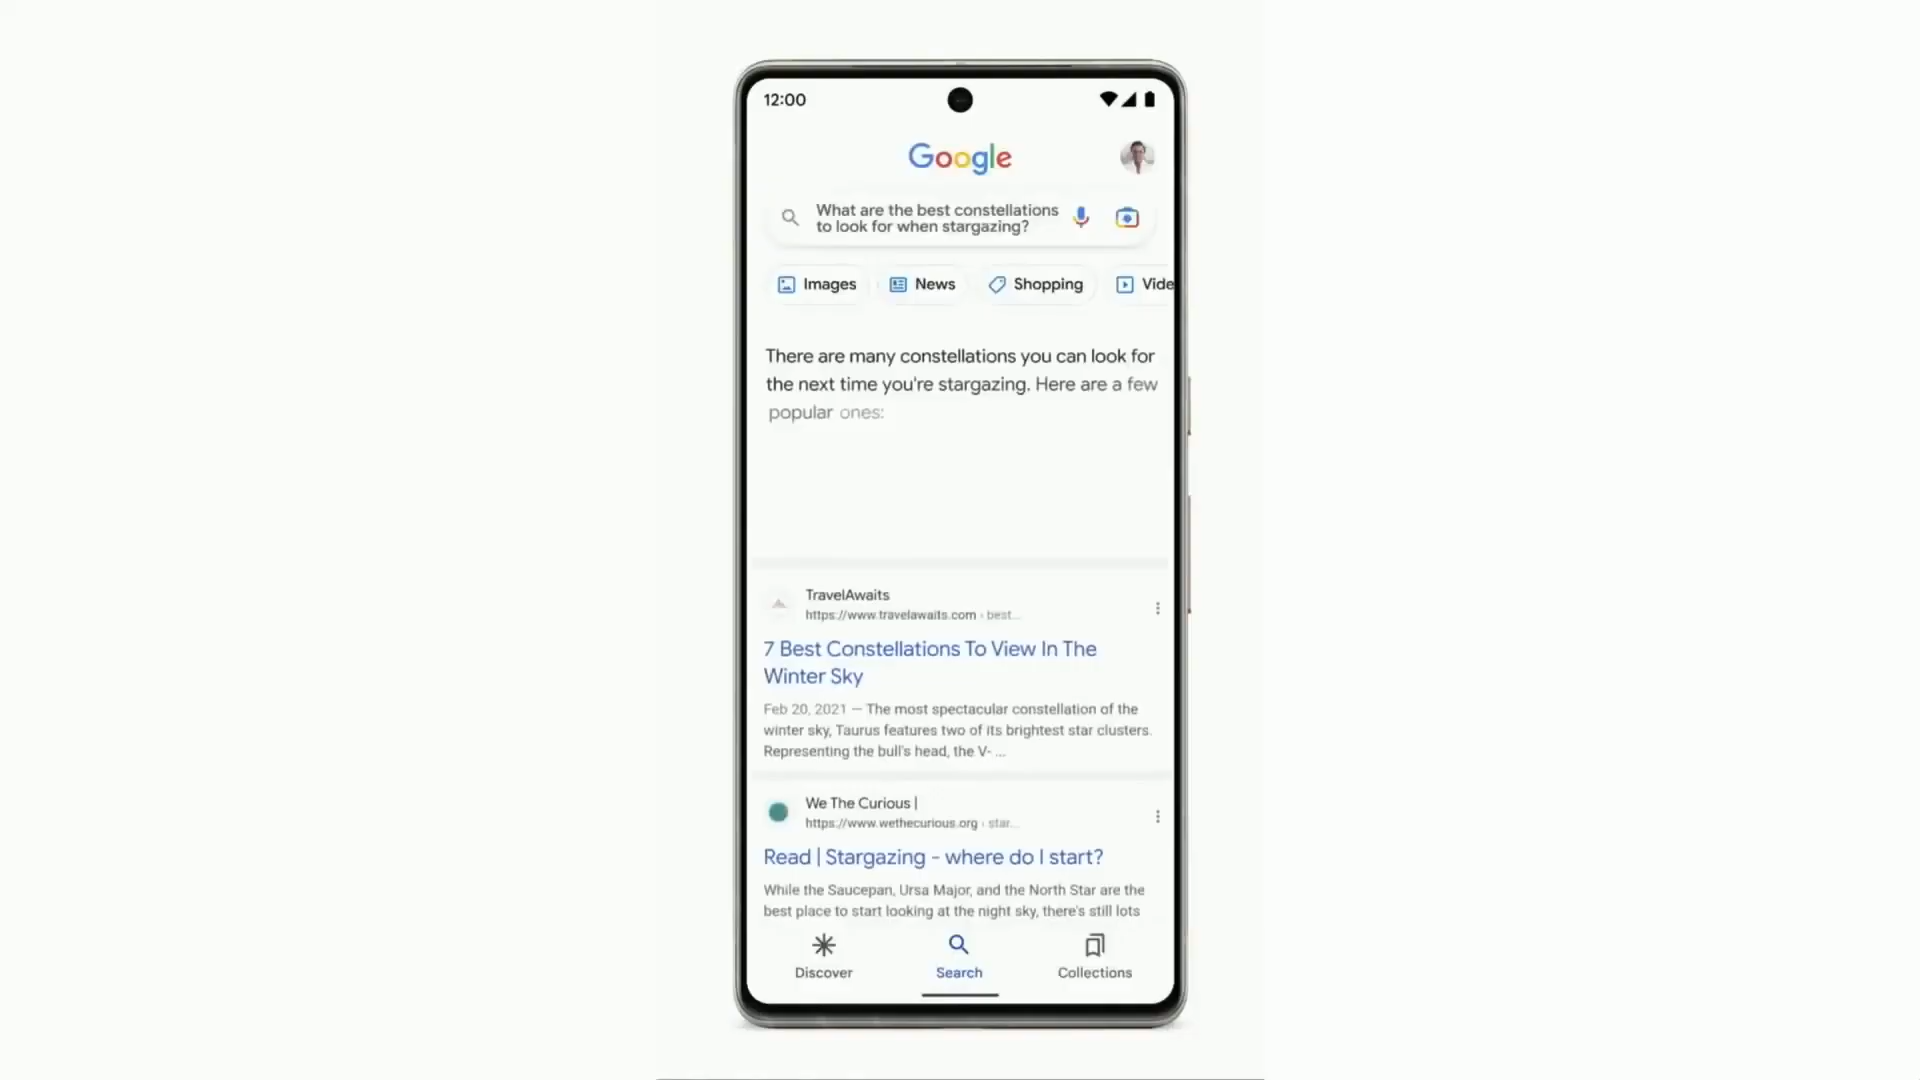 12:00
Google
What are the best constellations
to look for when stargazing?
Images
News
Shopping
Vide
There are many constellations you can look for
the next time you're stargazing. Here are a few
popular ones:
TravelAwaits
https://www.travelawaits.com › best...
7 Best Constellations To View In The
Winter Sky
Feb 20, 2021 — The most spectacular constellation of the
winter sky, Taurus features two of its brightest star clusters.
Representing the bull's head, the V- ...
We The Curious |
https://www.wethecurious.org › star...
Read | Stargazing - where do I start?
While the Saucepan, Ursa Major, and the North Star are the
best place to start looking at the night sky, there's still lots
Discover
Search
Collections